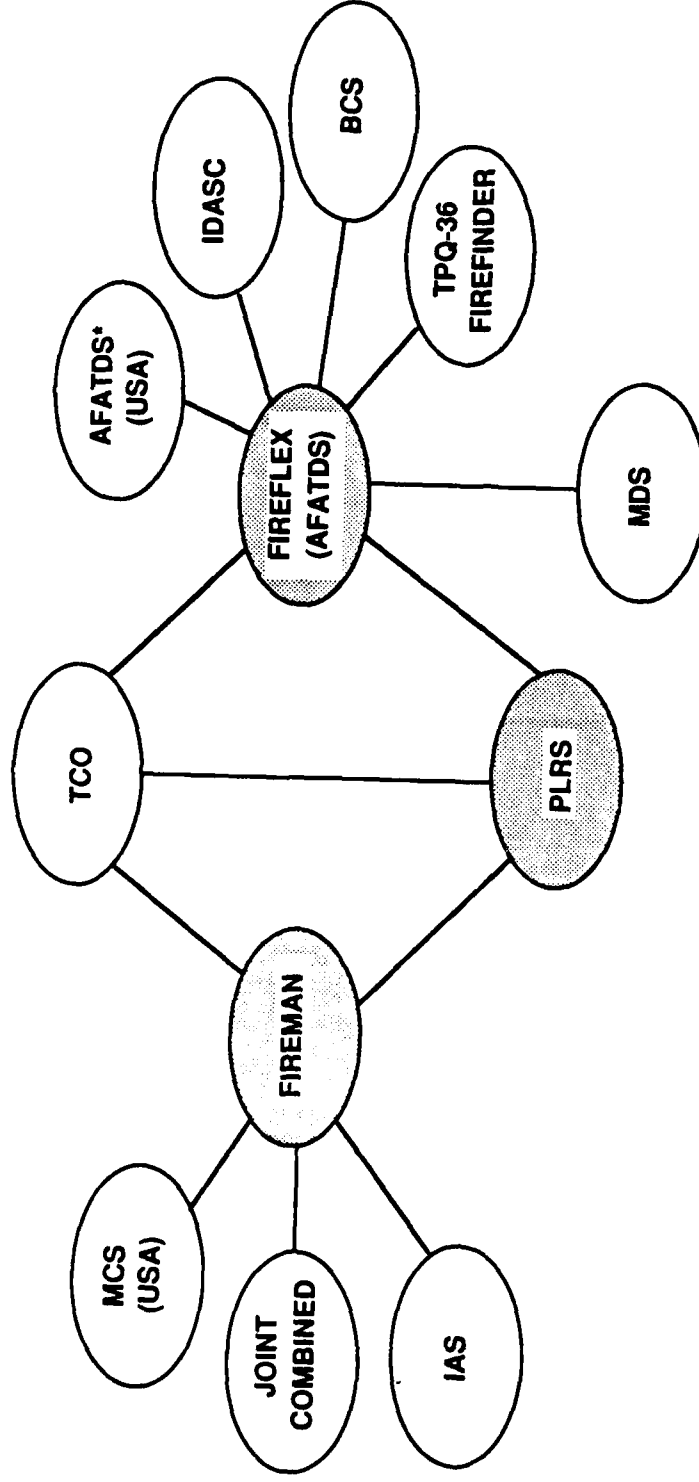 TCO
MCS
(USA)
JOINT
COMBINED
IAS
FIREMAN
PLRS
FIREFLEX
(AFATDS)
AFATDS*
(USA)
IDASC
BCS
TPQ-36
FIREFINDER
MDS